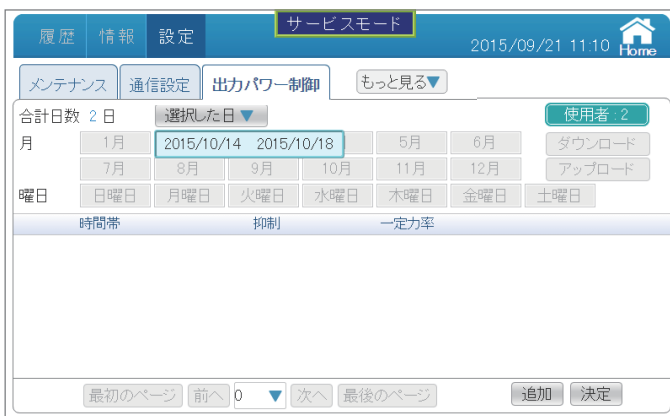 サービスモード
履歴 情報 設定 2015/09/21 11:10 Home
メンテナンス 通信設定 出力パワー制御 もっと見る▼
合計日数 2 日 選択した日▼ 使用者:2
月 1月 2015/10/14 2015/10/18 5月 6月 ダウンロード
7月 8月 9月 10月 11月 12月 アップロード
曜日 日曜日 月曜日 火曜日 水曜日 木曜日 金曜日 土曜日
時間帯 抑制 一定力率
最初のページ 前へ 0 ▼ 次へ 最後のページ 追加 決定